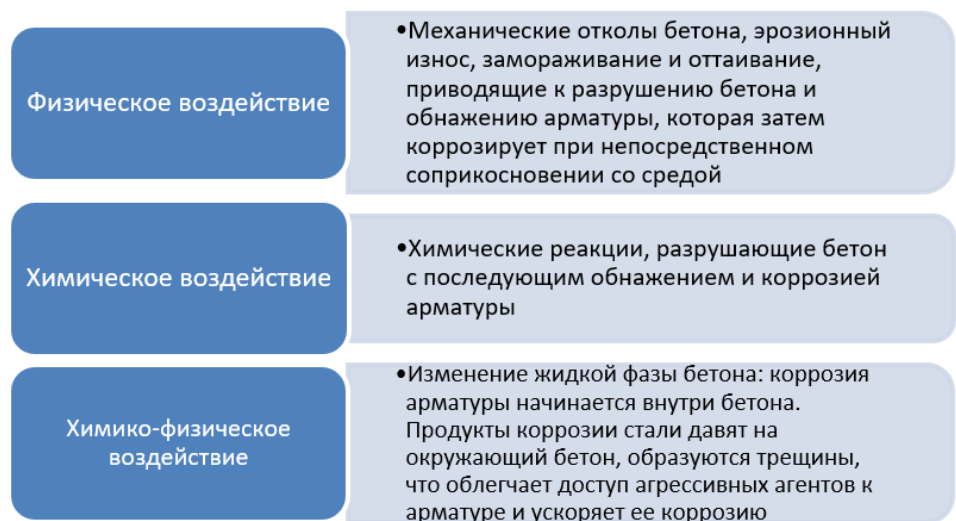 Физическое воздействие
•Механические отколы бетона, эрозионный
износ, замораживание и оттаивание,
приводящие к разрушению бетона и
обнажению арматуры, которая затем
коррозирует при непосредственном
соприкосновении со средой
Химическое воздействие
•Химические реакции, разрушающие бетон
с последующим обнажением и коррозией
арматуры
Химико-физическое
воздействие
•Изменение жидкой фазы бетона: коррозия
арматуры начинается внутри бетона.
Продукты коррозии стали давят на
окружающий бетон, образуются трещины,
что облегчает доступ агрессивных агентов к
арматуре и ускоряет ее коррозию